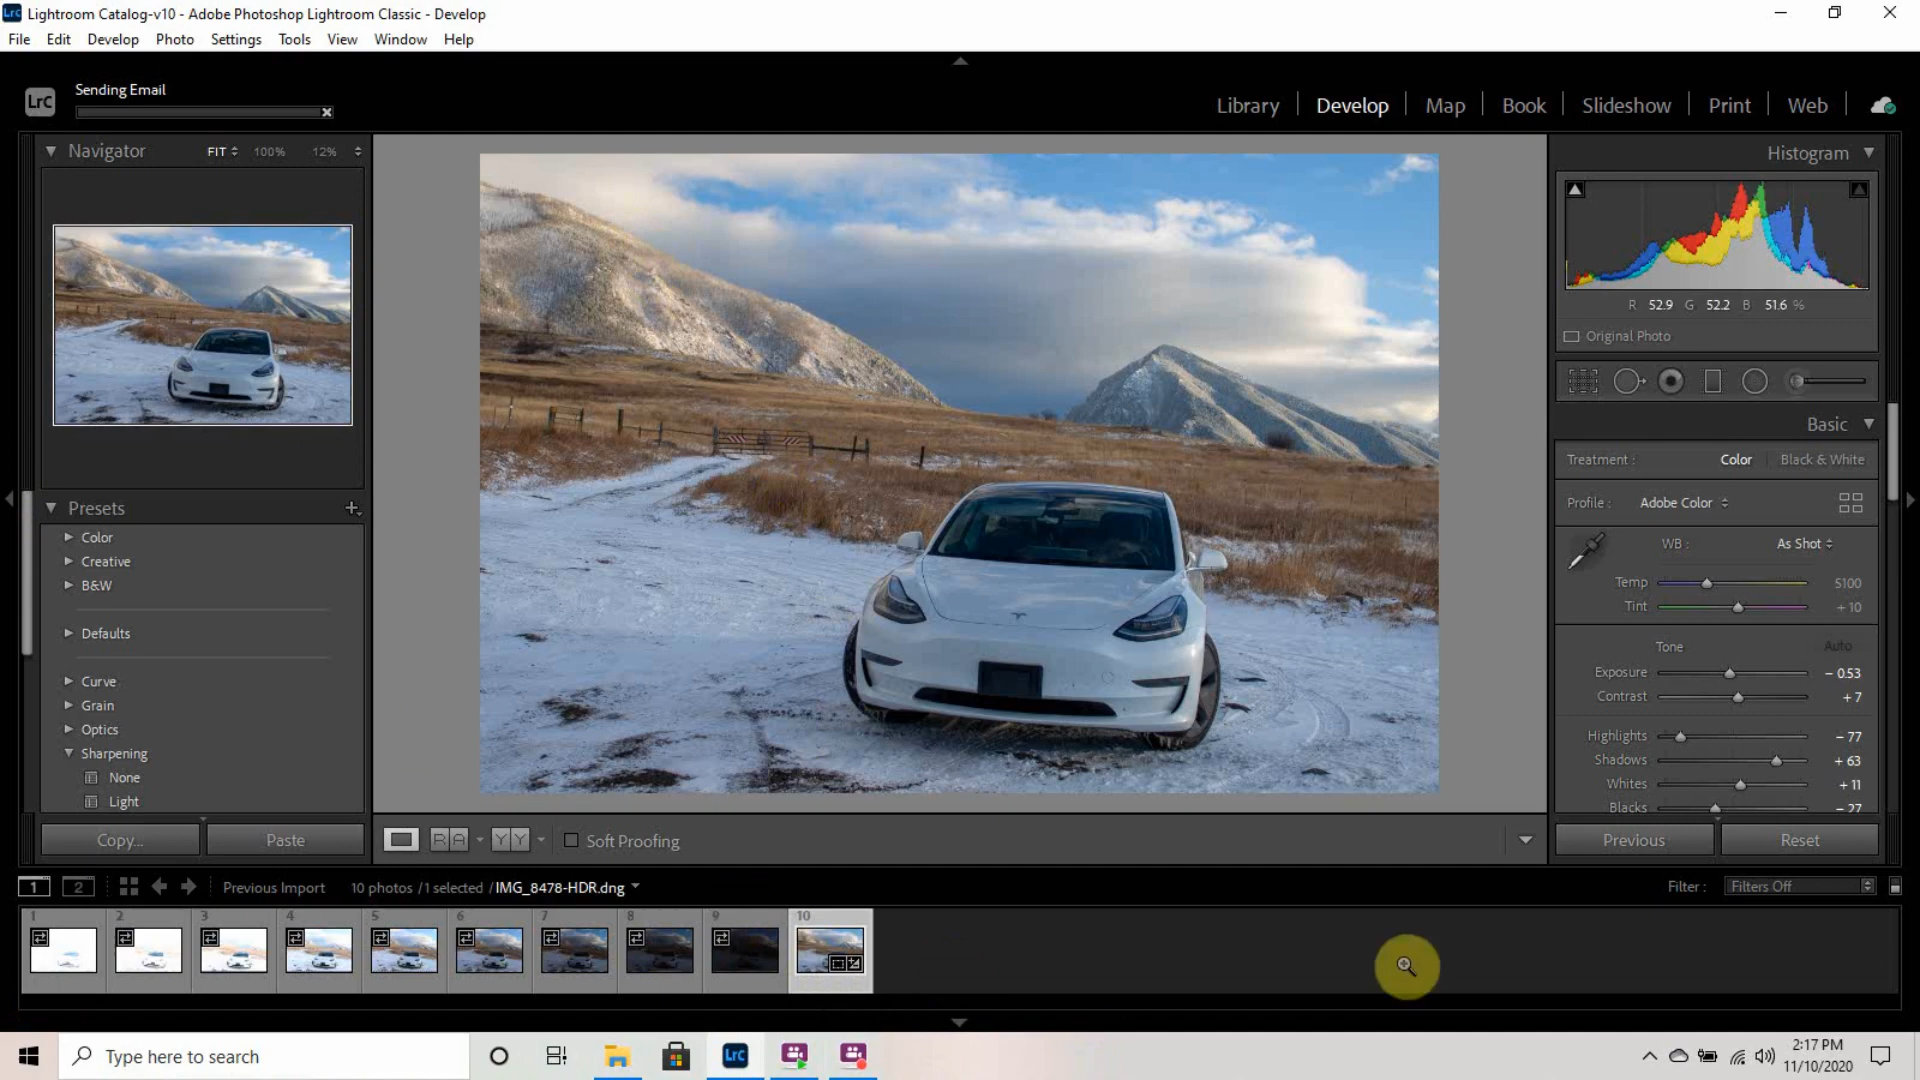 Lrc Lightroom Catalog-v10 - Adobe Photoshop Lightroom Classic - Develop
File Edit Develop Photo Settings Tools View Window Help
LrC
Sending Email
Library Develop Map Book Slideshow Print Web
Navigator FIT 100% 12%
Presets
Color
Creative
B&W
Defaults
Curve
Grain
Optics
Sharpening
None
Light
Copy... Paste
Soft Proofing
Histogram
R 52.9 G 52.2 B 51.6 %
Original Photo
Basic
Treatment : Color Black & White
Profile : Adobe Color
WB : As Shot
Temp 5100
Tint + 10
Tone Auto
Exposure - 0.53
Contrast + 7
Highlights - 77
Shadows + 63
Whites + 11
Blacks - 27
Previous Reset
1 2 Previous Import 10 photos / 1 selected / IMG_8478-HDR.dng
Filter : Filters Off
1 2 3 4 5 6 7 8 9 10
Type here to search
LrC
2:17 PM
11/10/2020